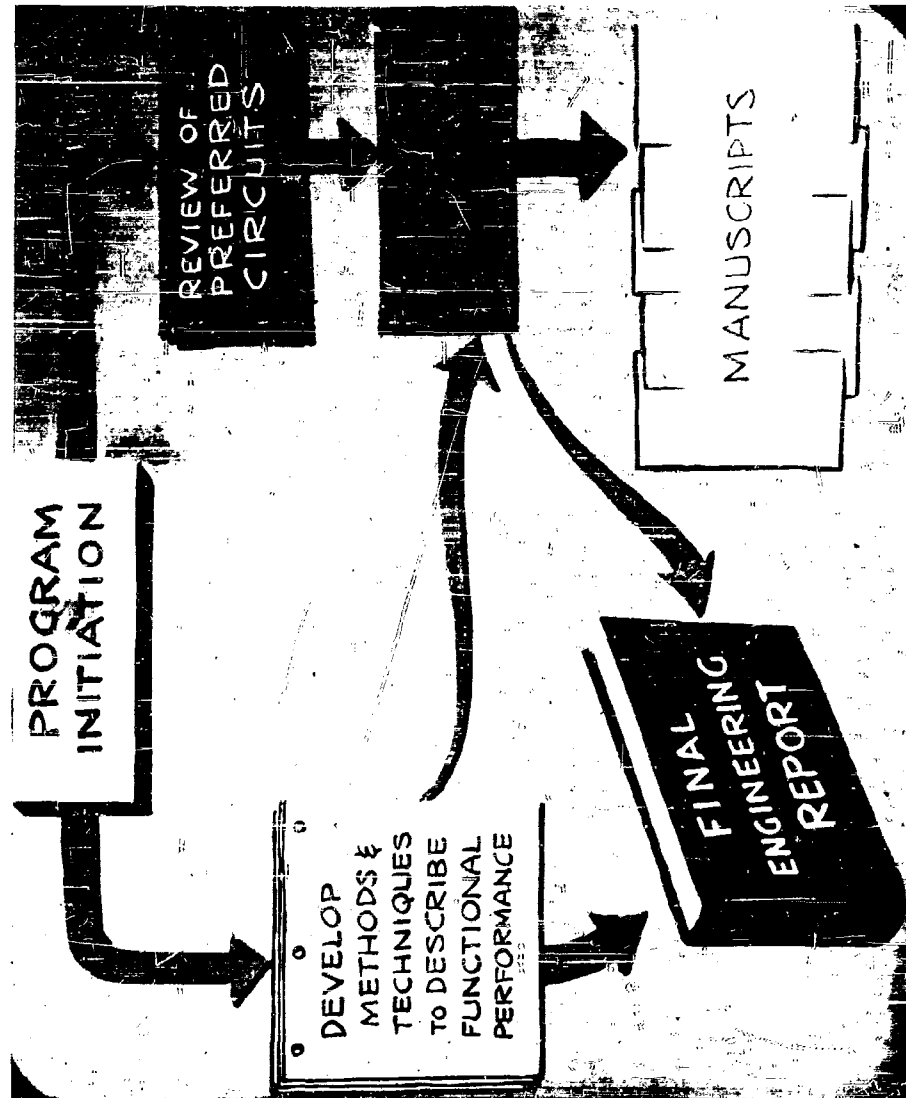 PROGRAM
INITIATION
REVIEW OF
PREFERRED
CIRCUITS
DEVELOP
METHODS &
TECHNIQUES
TO DESCRIBE
FUNCTIONAL
PERFORMANCE
MANUSCRIPTS
FINAL
ENGINEERING
REPORT